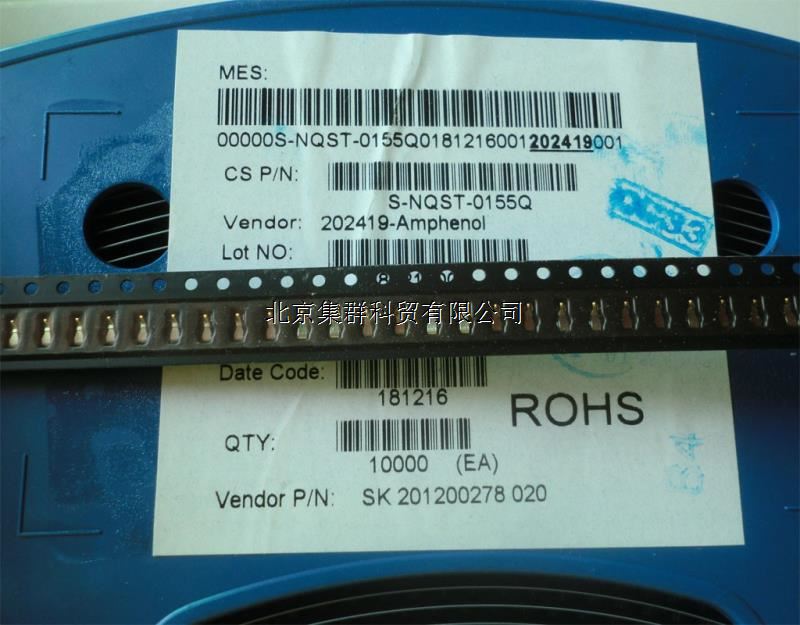 MES:
00000S-NQST-0155Q0181216001202419001
CS P/N:
S-NQST-0155Q
Vendor: 202419-Amphenol
Lot NO:
北京集群科贸有限公司
Date Code:
181216
ROHS
QTY:
10000 (EA)
Vendor P/N: SK 201200278 020